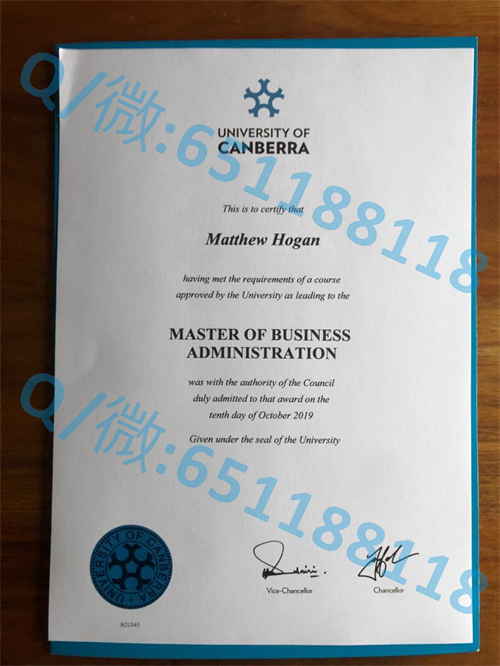 Q/微:651188118
UNIVERSITY OF
CANBERRA
This is to certify that
Matthew Hogan
having met the requirements of a course
approved by the University as leading to the
MASTER OF BUSINESS
ADMINISTRATION
was with the authority of the Council
duly admitted to that award on the
tenth day of October 2019
Given under the seal of the University
Q/微:651188118
UNIVERSITY OF CANBERRA
Vice-Chancellor
Chancellor
802345